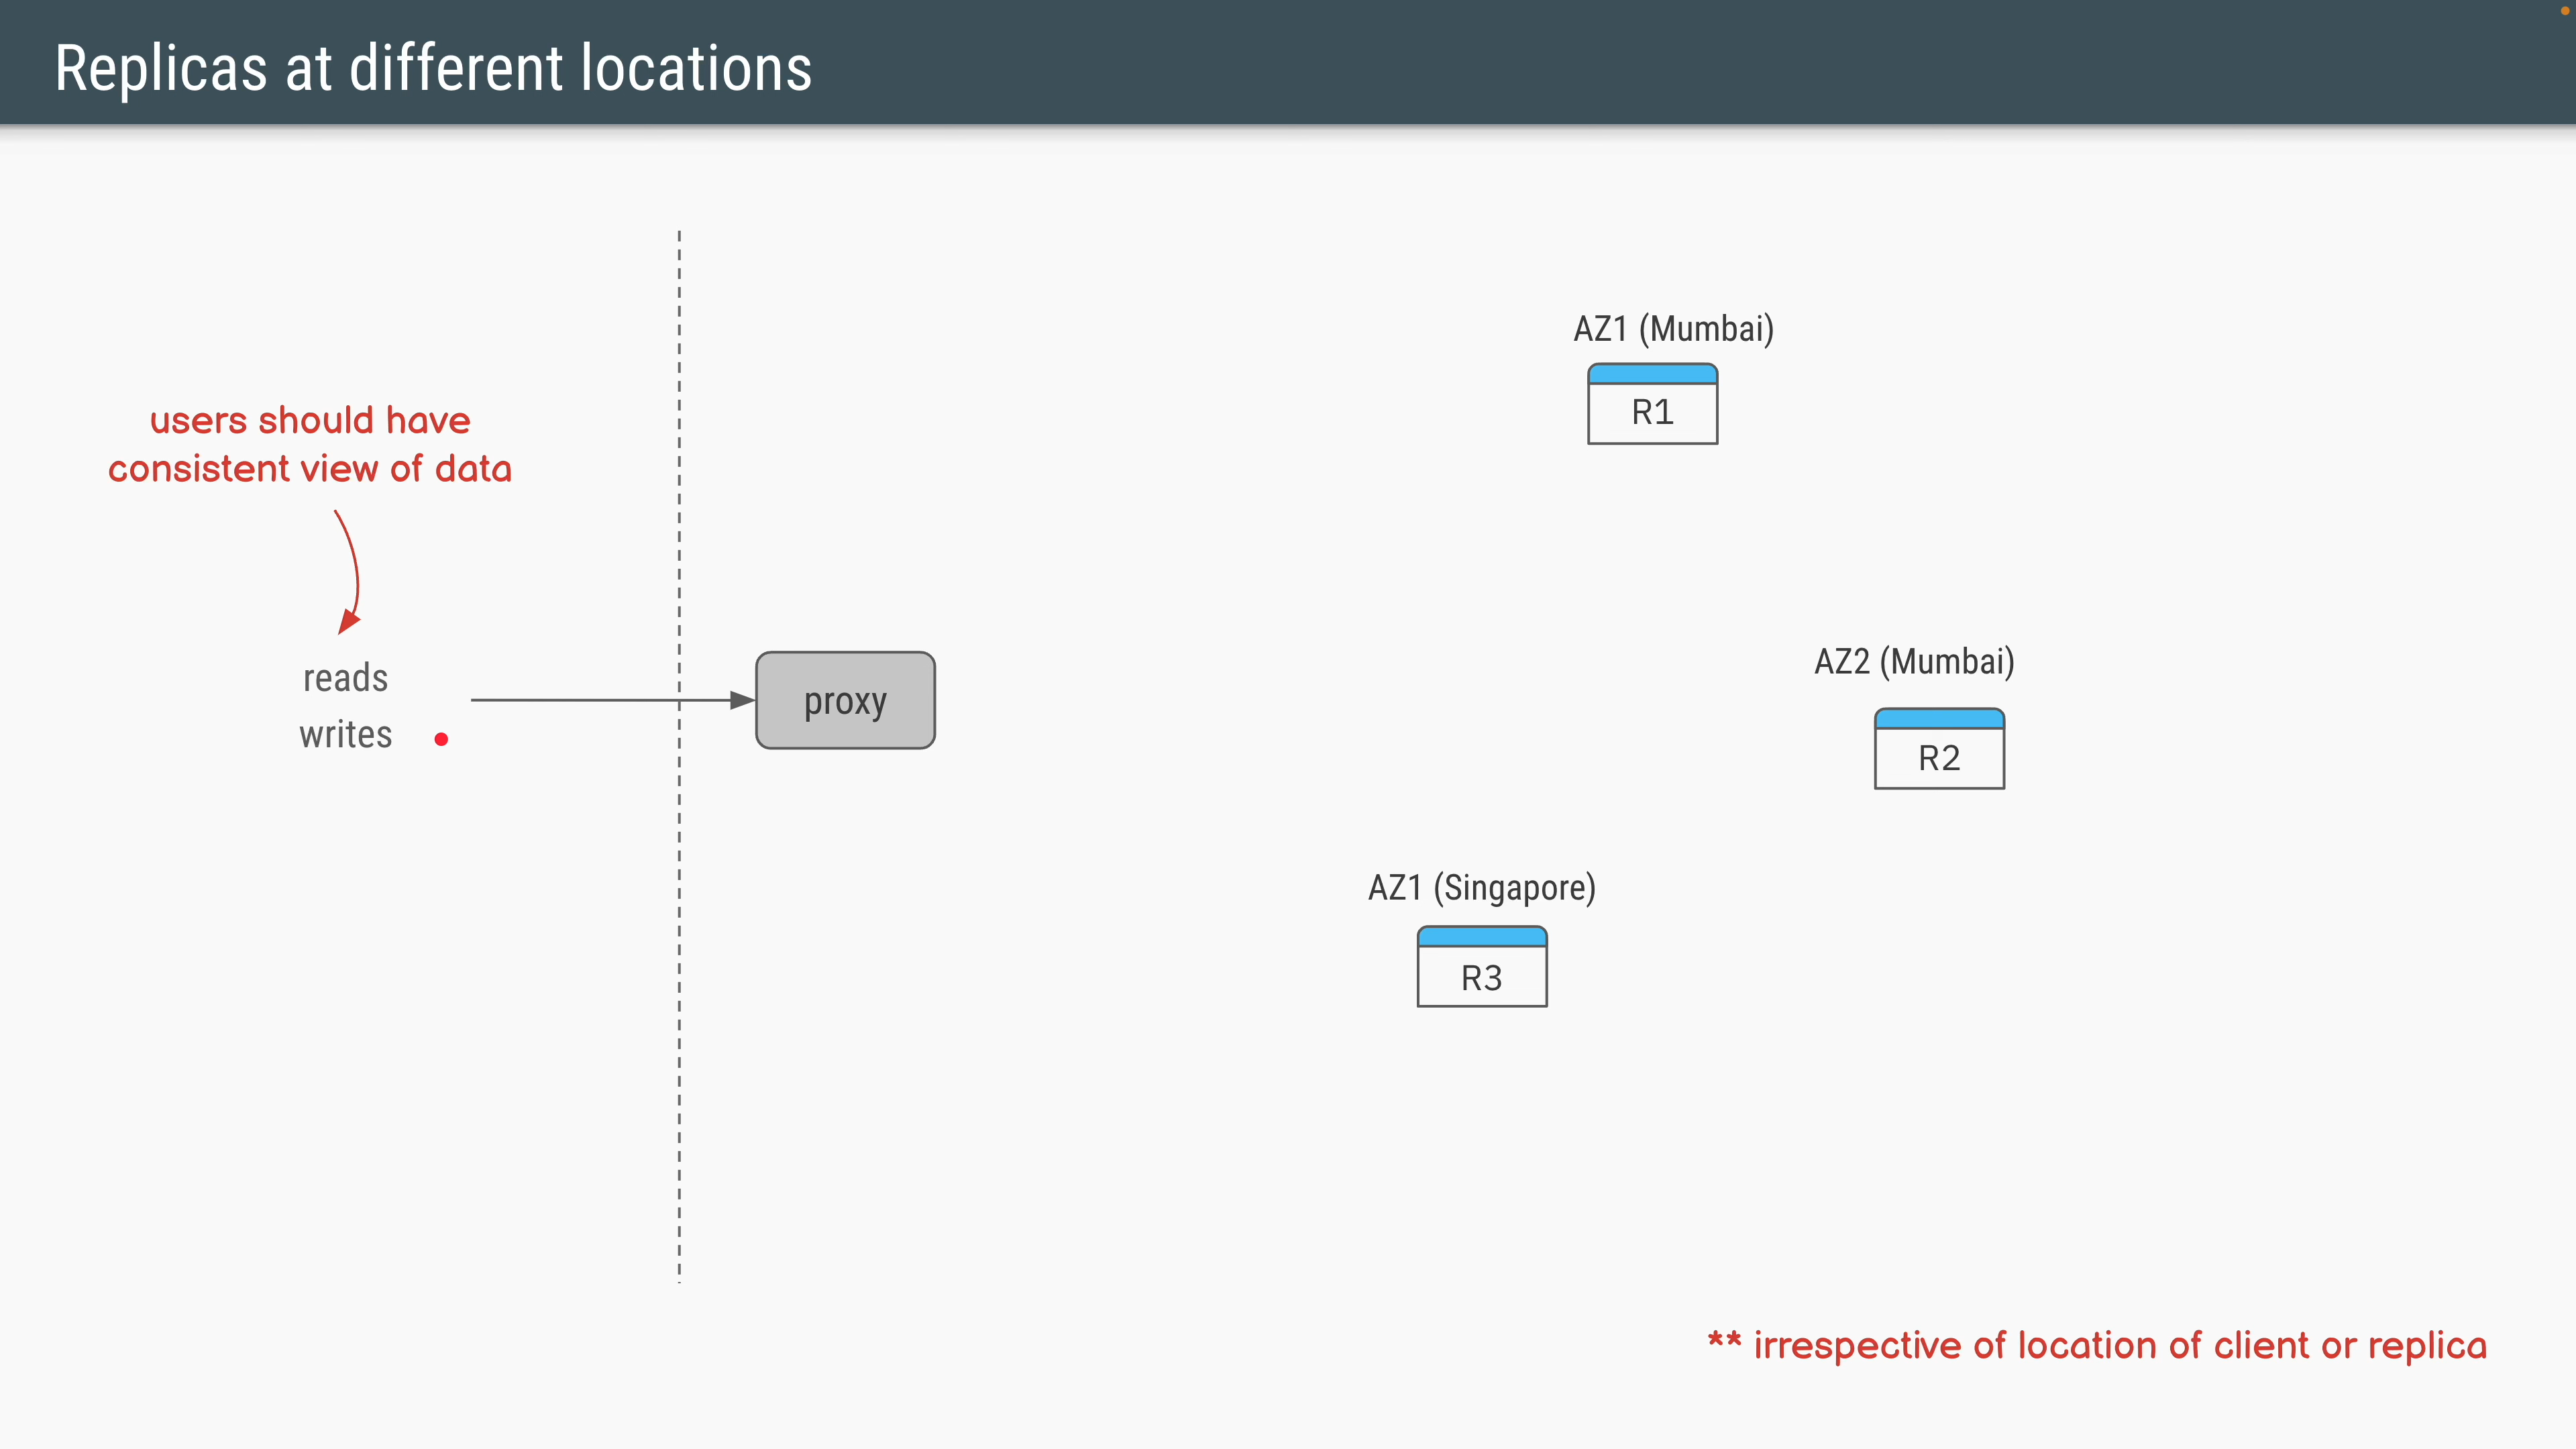 Replicas at different locations
users should have
consistent view of data
reads
writes
proxy
AZ1 (Mumbai)
R1
AZ2 (Mumbai)
R2
AZ1 (Singapore)
R3
** irrespective of location of client or replica